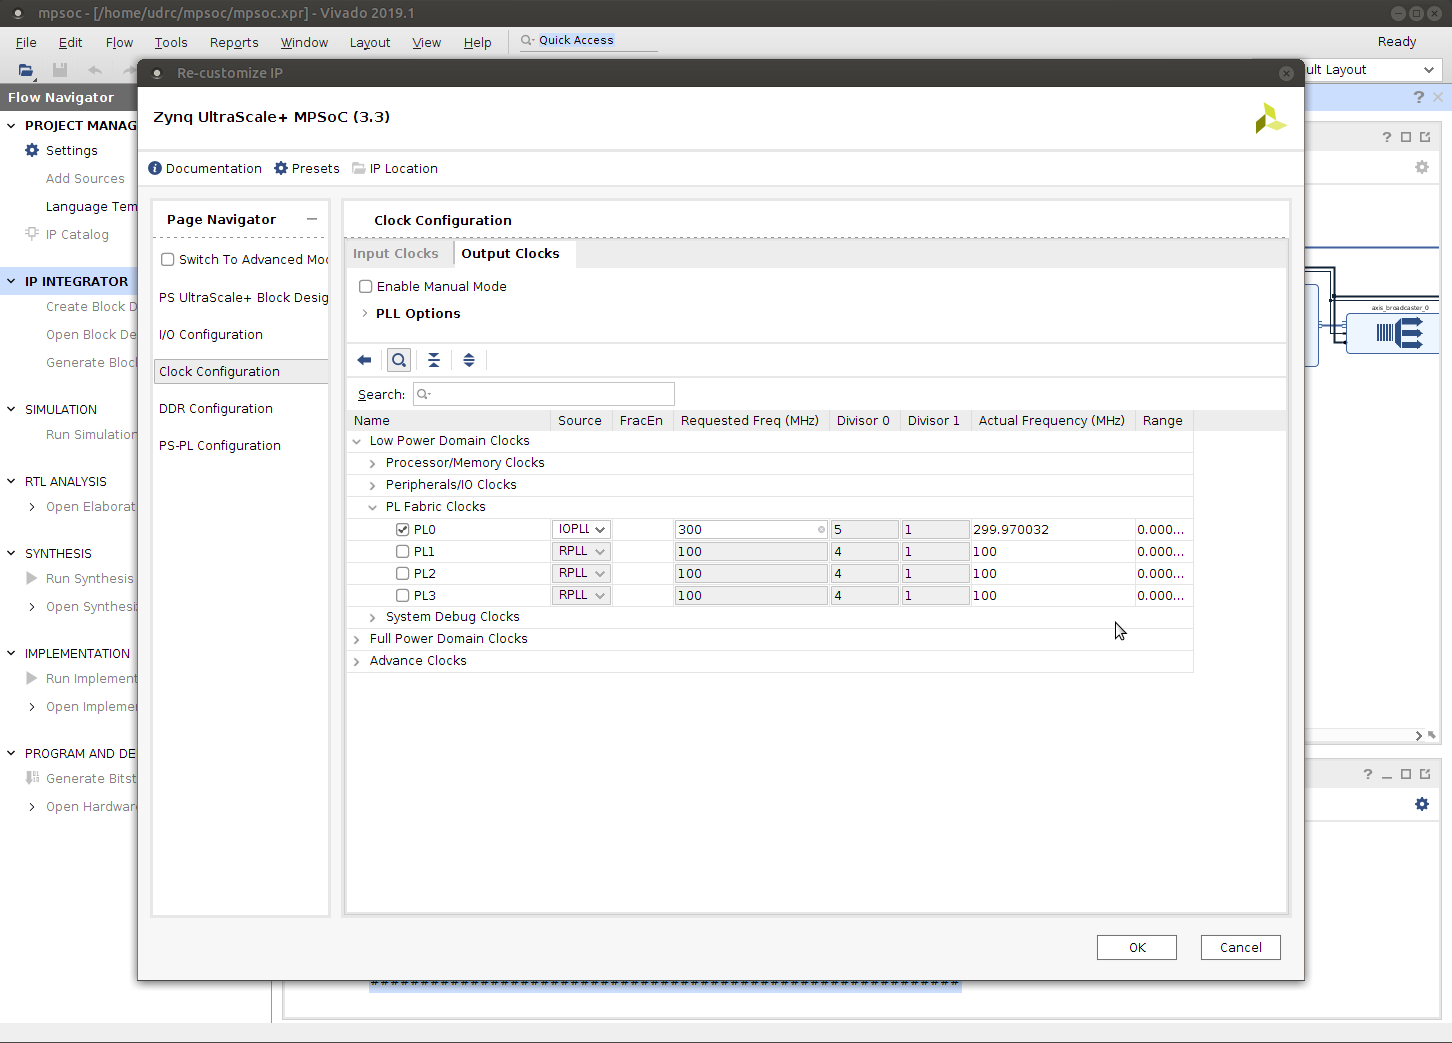 mpsoc - [/home/udrc/mpsoc/mpsoc.xpr] - Vivado 2019.1
File Edit Flow Tools Reports Window Layout View Help Quick Access Ready
Re-customize IP
ult Layout
Flow Navigator
Zynq UltraScale+ MPSoC (3.3)
PROJECT MANAG
Settings
Add Sources
Language Tem
IP Catalog
IP INTEGRATOR
Create Block D
Open Block De
Generate Bloc
SIMULATION
Run Simulation
RTL ANALYSIS
Open Elaborat
SYNTHESIS
Run Synthesis
Open Synthesi
IMPLEMENTATION
Run Implement
Open Impleme
PROGRAM AND DE
Generate Bitst
Open Hardware
Documentation Presets IP Location
Page Navigator
Switch To Advanced Mo
PS UltraScale+ Block Desig
I/O Configuration
Clock Configuration
DDR Configuration
PS-PL Configuration
Clock Configuration
Input Clocks Output Clocks
Enable Manual Mode
PLL Options
Search:
Name Source FracEn Requested Freq (MHz) Divisor 0 Divisor 1 Actual Frequency (MHz) Range
Low Power Domain Clocks
Processor/Memory Clocks
Peripherals/IO Clocks
PL Fabric Clocks
PL0 IOPLL 300 5 1 299.970032 0.000...
PL1 RPLL 100 4 1 100 0.000...
PL2 RPLL 100 4 1 100 0.000...
PL3 RPLL 100 4 1 100 0.000...
System Debug Clocks
Full Power Domain Clocks
Advance Clocks
OK Cancel
axis_broadcaster_0